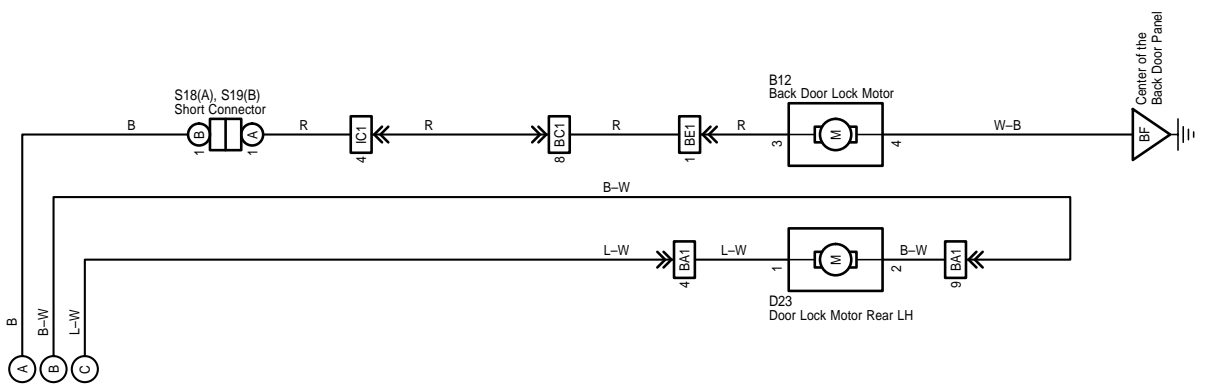 S18(A), S19(B)
Short Connector
B
B
1
A
1
R
IC1
4
R
BC1
8
R
BE1
1
R
B12
Back Door Lock Motor
3
M
4
W–B
BF
Center of the
Back Door Panel
B–W
L–W
BA1
4
L–W
1
M
2
B–W
BA1
9
D23
Door Lock Motor Rear LH
B
B–W
L–W
A
B
C